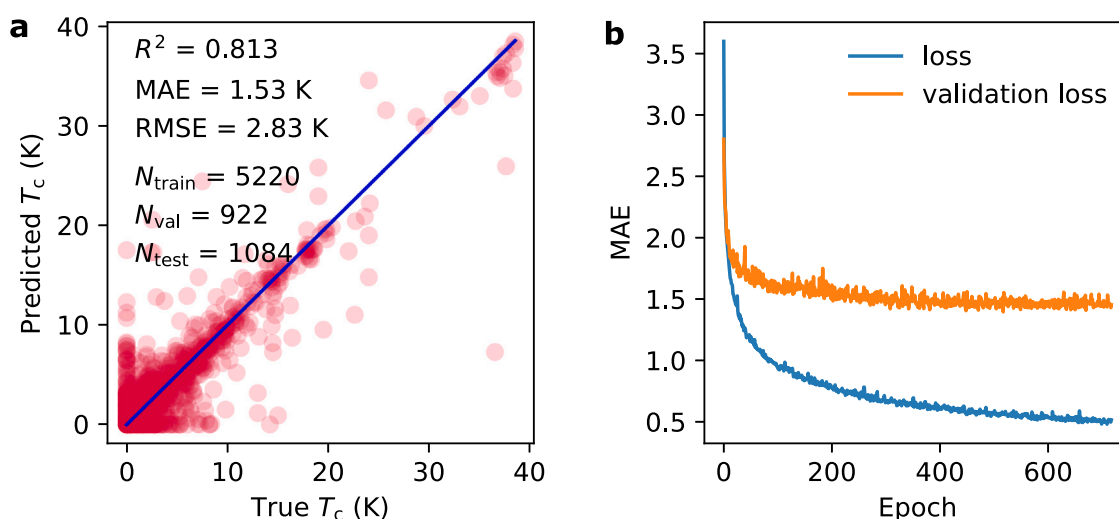 a
R² = 0.813
MAE = 1.53 K
RMSE = 2.83 K
N_train = 5220
N_val = 922
N_test = 1084
Predicted T_c (K)
40
30
20
10
0
0 10 20 30 40
True T_c (K)
b
loss
validation loss
MAE
3.5
3.0
2.5
2.0
1.5
1.0
0.5
0 200 400 600
Epoch